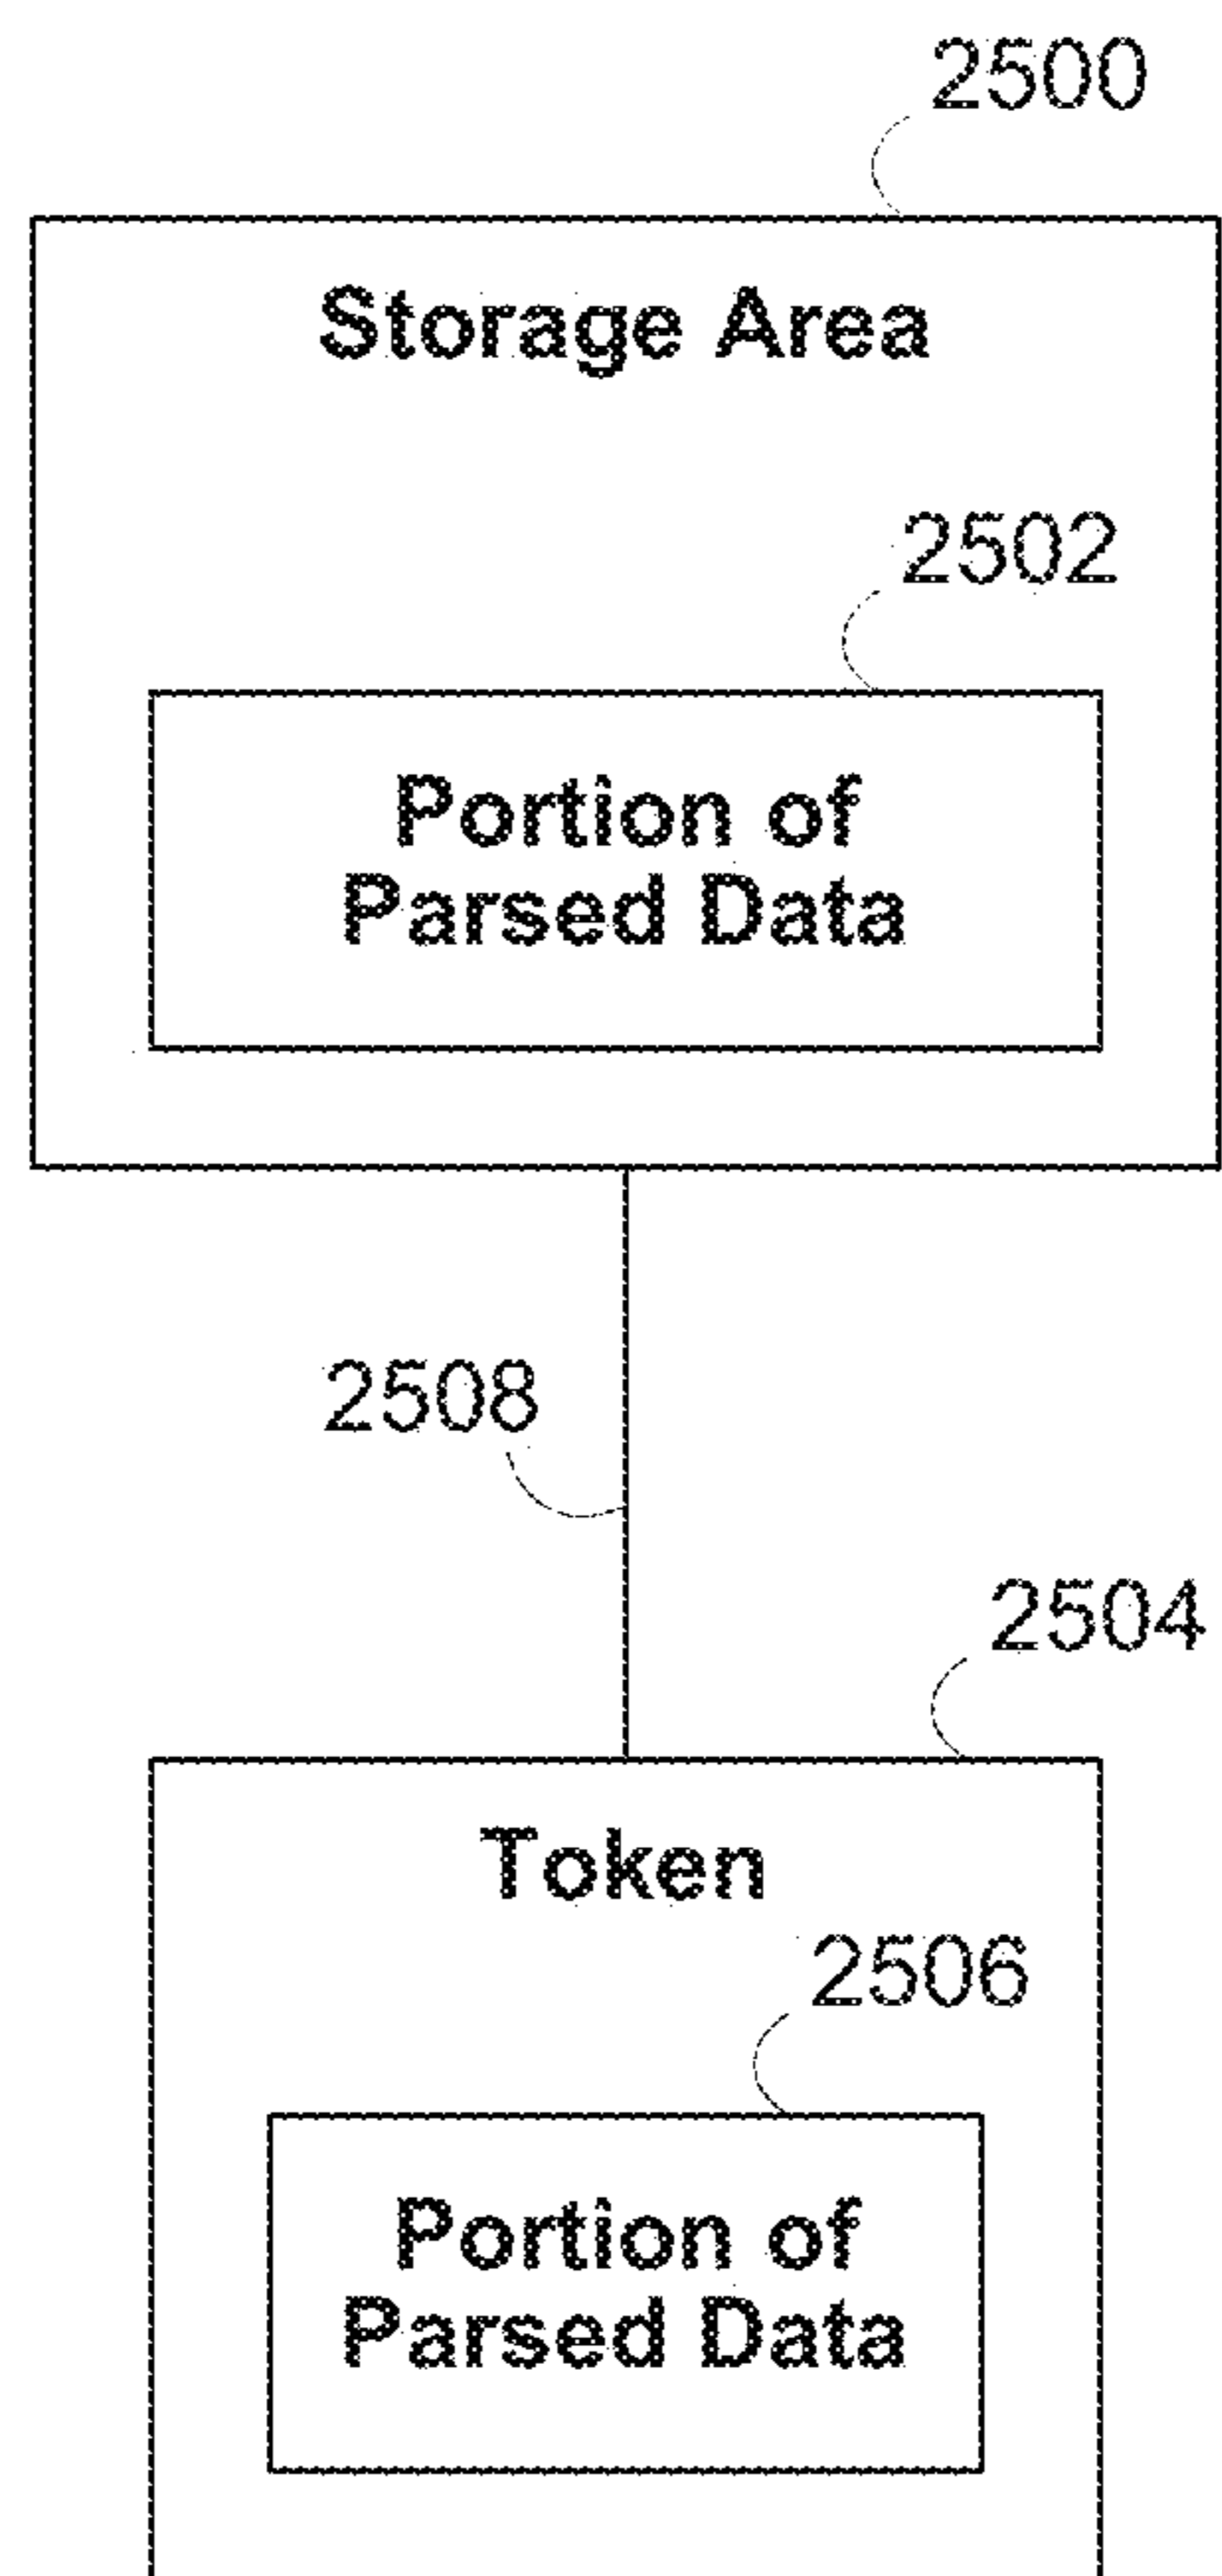 2500
Storage Area
2502
Portion of
Parsed Data
2508
2504
Token
2506
Portion of
Parsed Data